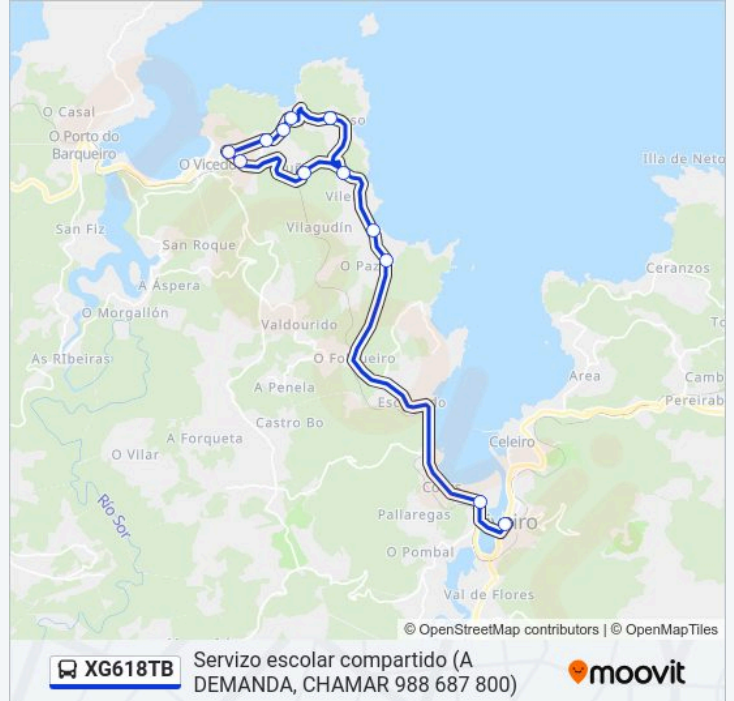 O Casal
O Porto do
Barqueiro
O Vicedo
Illa de Neto
San Fiz
Vilagudín
San Roque
O Paz
Ceranzos
A Áspera
O Morgallón
Valdourido
As RIbeiras
Area
Camb
A Penela
Pereirab
Castro Bo
A Forqueta
Celeiro
O Vilar
Río Sor
Pallaregas
O Pombal
Val de Flores
© OpenStreetMap contributors | © OpenMapTiles
XG618TB
Servizo escolar compartido (A
DEMANDA, CHAMAR 988 687 800)
moovit